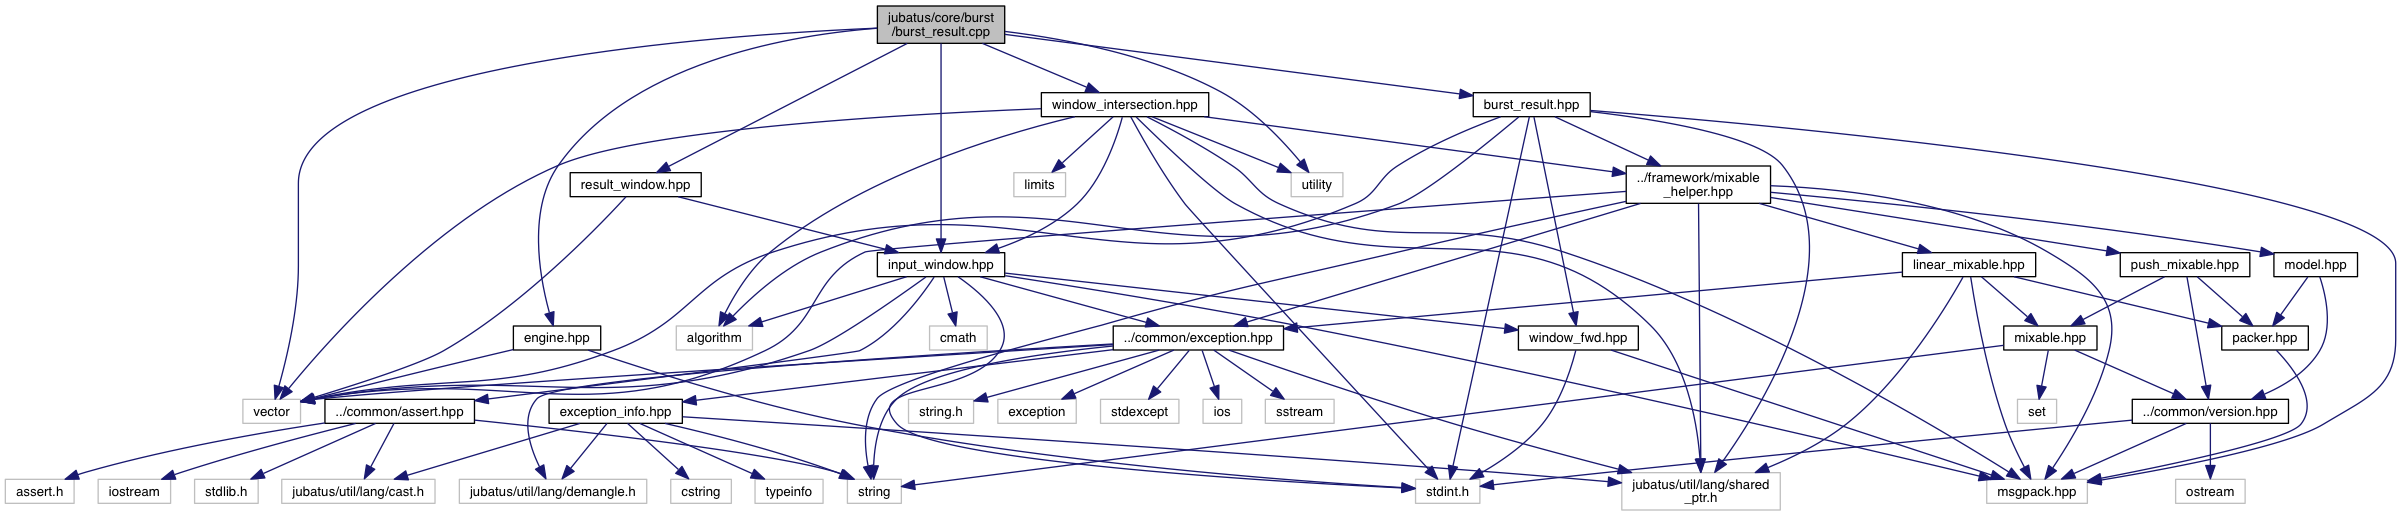 jubatus/core/burst
/burst_result.cpp
window_intersection.hpp
burst_result.hpp
result_window.hpp
limits
utility
../framework/mixable
_helper.hpp
input_window.hpp
linear_mixable.hpp
push_mixable.hpp
model.hpp
engine.hpp
algorithm
cmath
../common/exception.hpp
window_fwd.hpp
mixable.hpp
packer.hpp
vector
../common/assert.hpp
exception_info.hpp
string.h
exception
stdexcept
ios
sstream
set
../common/version.hpp
assert.h
iostream
stdlib.h
jubatus/util/lang/cast.h
jubatus/util/lang/demangle.h
cstring
typeinfo
string
stdint.h
jubatus/util/lang/shared
_ptr.h
msgpack.hpp
ostream